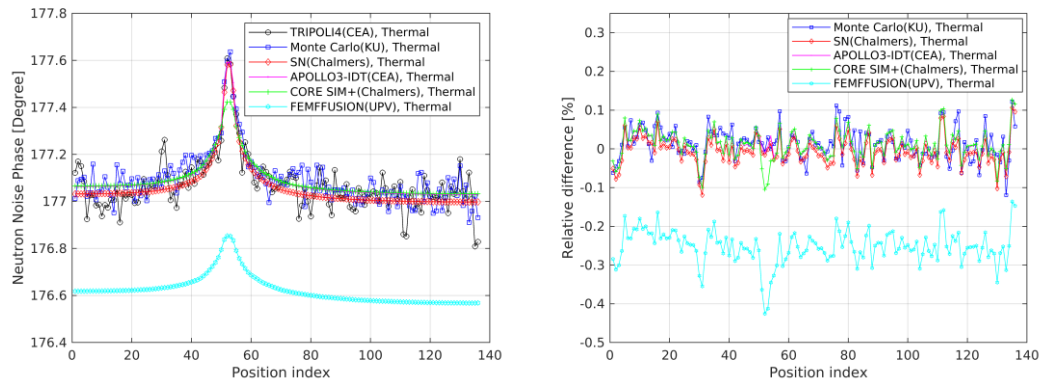 177.8
177.6
177.4
177.2
177
176.8
176.6
176.4
Neutron Noise Phase [Degree]
TRIPOLI4(CEA), Thermal
Monte Carlo(KU), Thermal
SN(Chalmers), Thermal
APOLLO3-IDT(CEA), Thermal
CORE SIM+(Chalmers), Thermal
FEMFFUSION(UPV), Thermal
0 20 40 60 80 100 120 140
Position index
0.3
0.2
0.1
0
-0.1
-0.2
-0.3
-0.4
-0.5
Relative difference [%]
Monte Carlo(KU), Thermal
SN(Chalmers), Thermal
APOLLO3-IDT(CEA), Thermal
CORE SIM+(Chalmers), Thermal
FEMFFUSION(UPV), Thermal
0 20 40 60 80 100 120 140
Position index